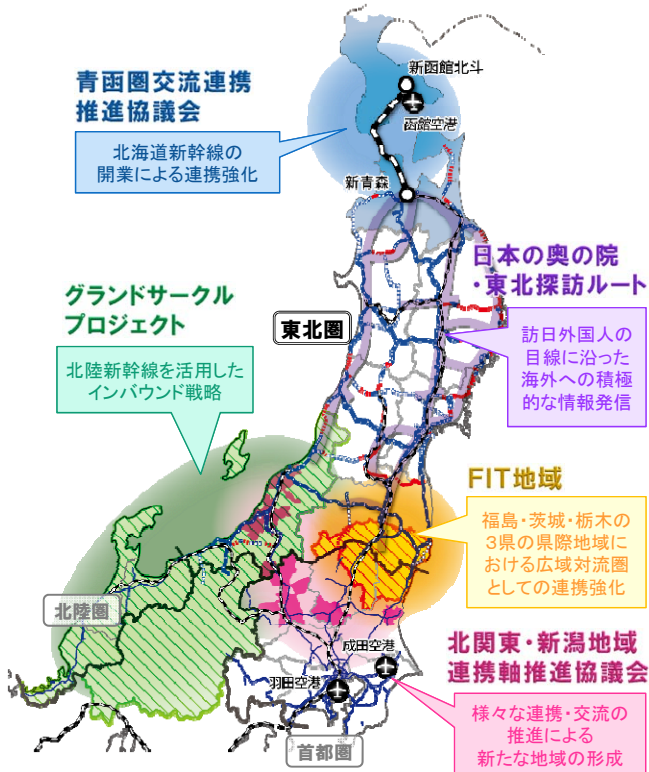 新函館北斗
函館空港
青函圏交流連携
推進協議会
北海道新幹線の
開業による連携強化
新青森
日本の奥の院
・東北探訪ルート
訪日外国人の
目線に沿った
海外への積極
的な情報発信
グランドサークル
プロジェクト
北陸新幹線を活用した
インバウンド戦略
東北圏
FIT地域
福島・茨城・栃木の
3県の県際地域に
おける広域対流圏
としての連携強化
北陸圏
成田空港
羽田空港
首都圏
北関東・新潟地域
連携軸推進協議会
様々な連携・交流の
推進による
新たな地域の形成